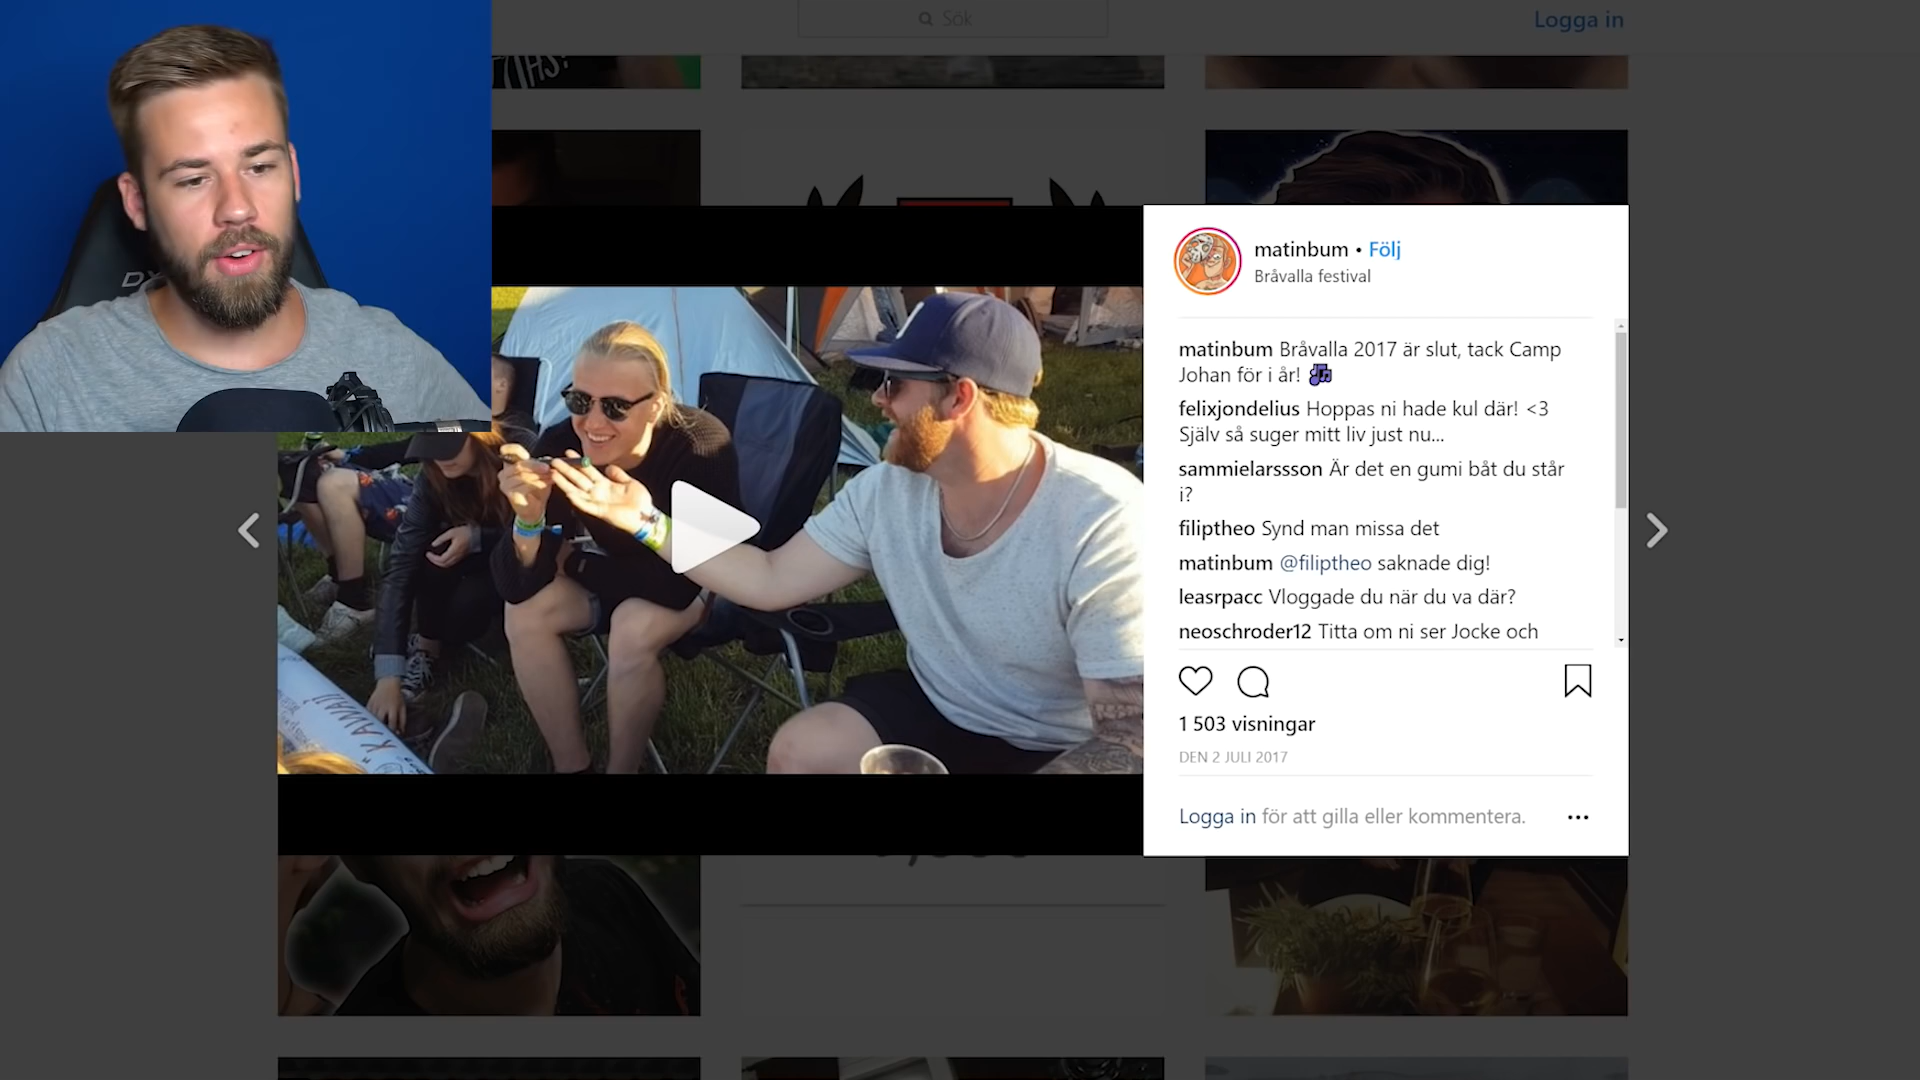 Sök
Logga in
DX
matinbum • Följ
Bråvalla festival
matinbum Bråvalla 2017 är slut, tack Camp
Johan för i år!
felixjondelius Hoppas ni hade kul där! <3
Själv så suger mitt liv just nu...
sammielarssson Är det en gumi båt du står
i?
filiptheo Synd man missa det
matinbum @filiptheo saknade dig!
leasrpacc Vloggade du när du va där?
neoschroder12 Titta om ni ser Jocke och
1 503 visningar
DEN 2 JULI 2017
Logga in för att gilla eller kommentera.
"KAWAII